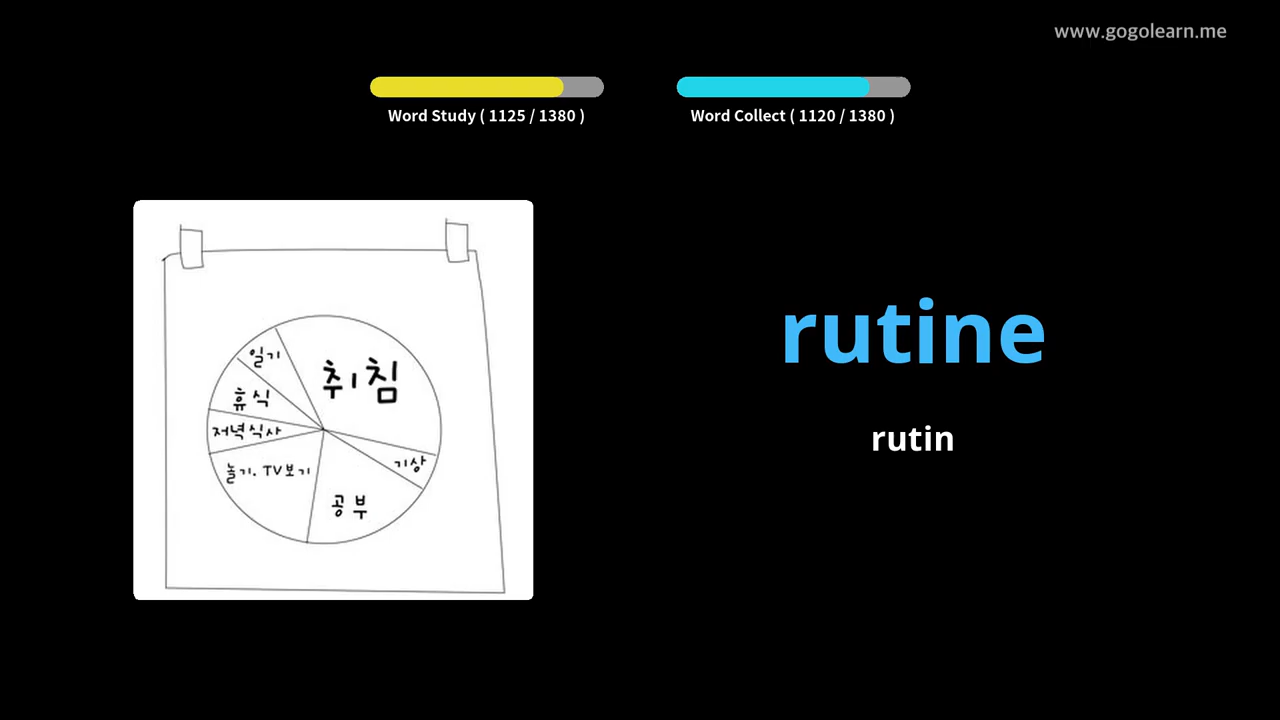 www.gogolearn.me
Word Study ( 1125 / 1380 )
Word Collect ( 1120 / 1380 )
일기
취침
휴식
저녁식사
기상
놀기. TV보기
공부
rutine
rutin